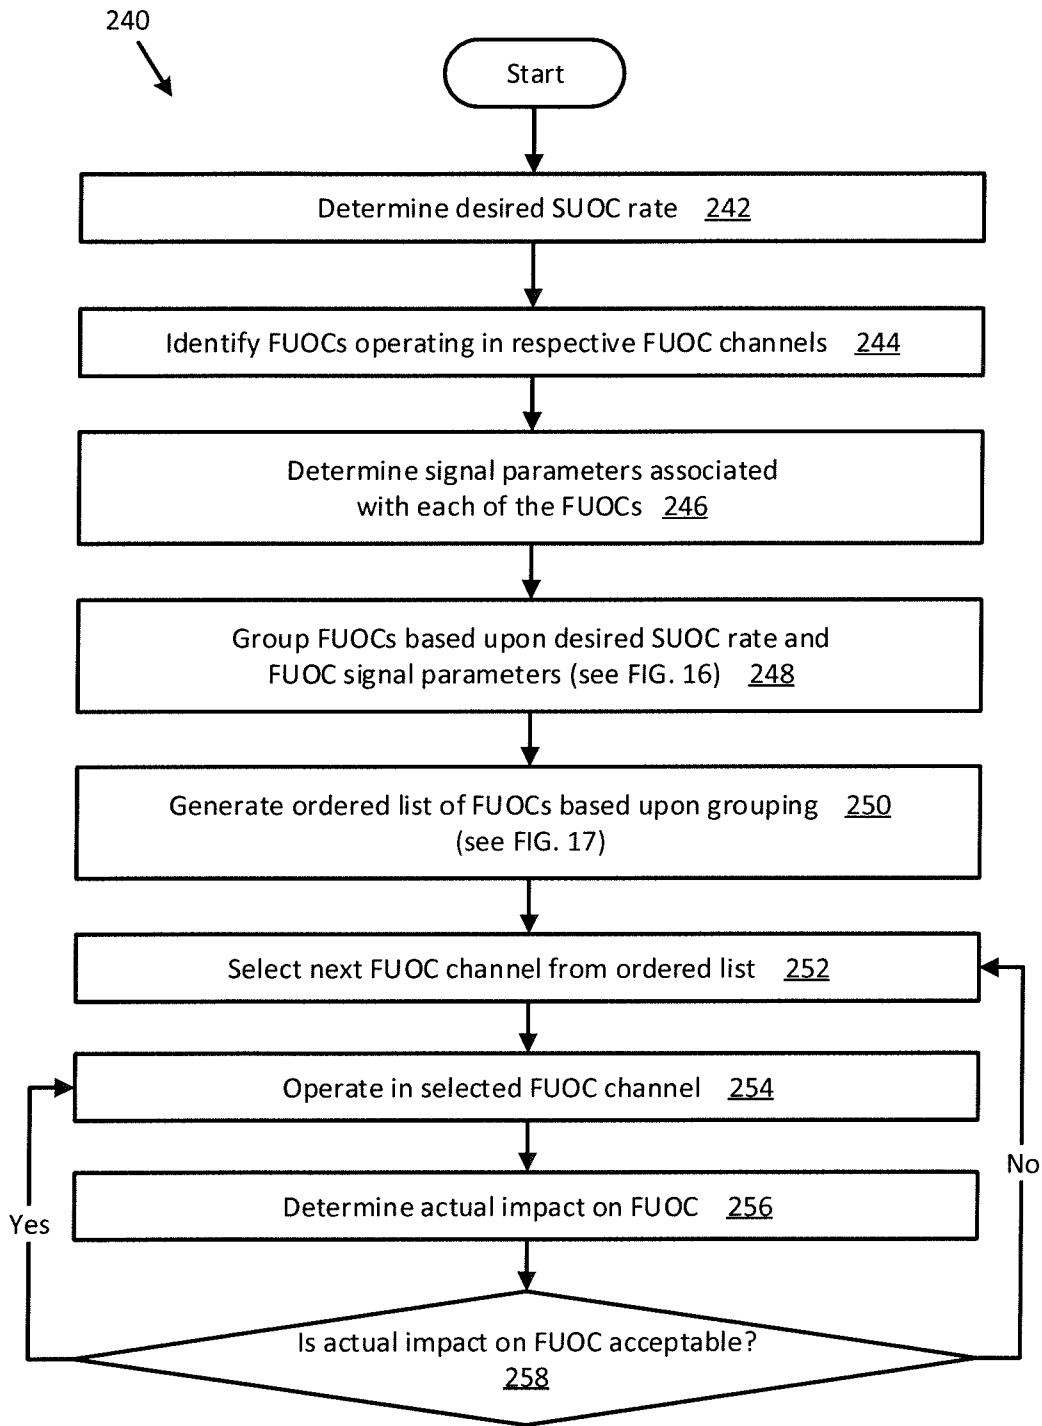 240
Start
Determine desired SUOC rate 242
Identify FUOCs operating in respective FUOC channels 244
Determine signal parameters associated
with each of the FUOCs 246
Group FUOCs based upon desired SUOC rate and
FUOC signal parameters (see FIG. 16) 248
Generate ordered list of FUOCs based upon grouping 250
(see FIG. 17)
Select next FUOC channel from ordered list 252
Operate in selected FUOC channel 254
No
Determine actual impact on FUOC 256
Yes
Is actual impact on FUOC acceptable?
258